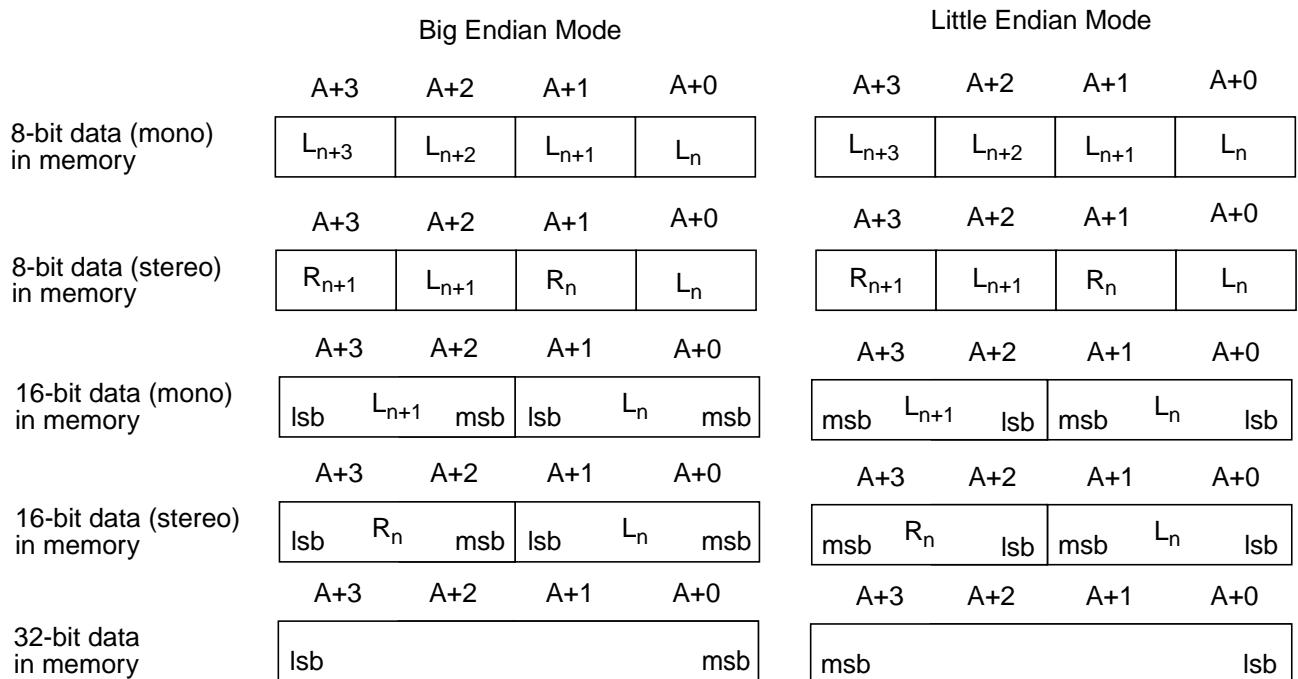 Big Endian Mode Little Endian Mode
A+3 A+2 A+1 A+0 A+3 A+2 A+1 A+0
8-bit data (mono)
in memory
Ln+3 Ln+2 Ln+1 Ln Ln+3 Ln+2 Ln+1 Ln
A+3 A+2 A+1 A+0 A+3 A+2 A+1 A+0
8-bit data (stereo)
in memory
Rn+1 Ln+1 Rn Ln Rn+1 Ln+1 Rn Ln
A+3 A+2 A+1 A+0 A+3 A+2 A+1 A+0
16-bit data (mono)
in memory
lsb Ln+1 msb lsb Ln msb msb Ln+1 lsb msb Ln lsb
A+3 A+2 A+1 A+0 A+3 A+2 A+1 A+0
16-bit data (stereo)
in memory
lsb Rn msb lsb Ln msb msb Rn lsb msb Ln lsb
A+3 A+2 A+1 A+0 A+3 A+2 A+1 A+0
32-bit data
in memory
lsb msb msb lsb